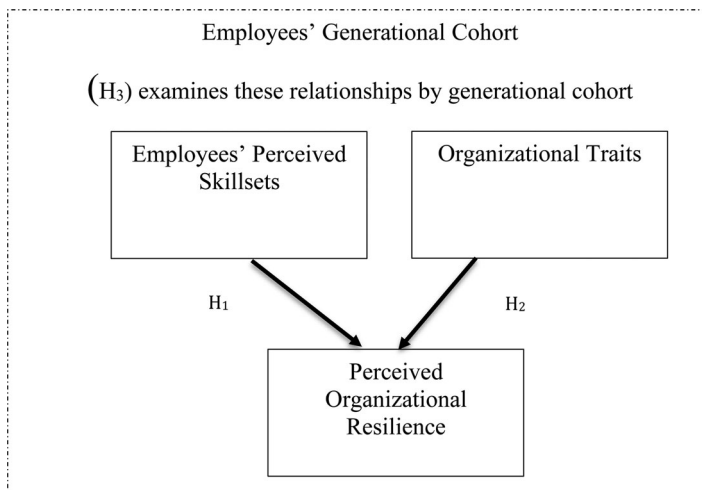 Employees’ Generational Cohort
(H₃) examines these relationships by generational cohort
Employees’ Perceived
Skillsets
Organizational Traits
H₁
H₂
Perceived
Organizational
Resilience